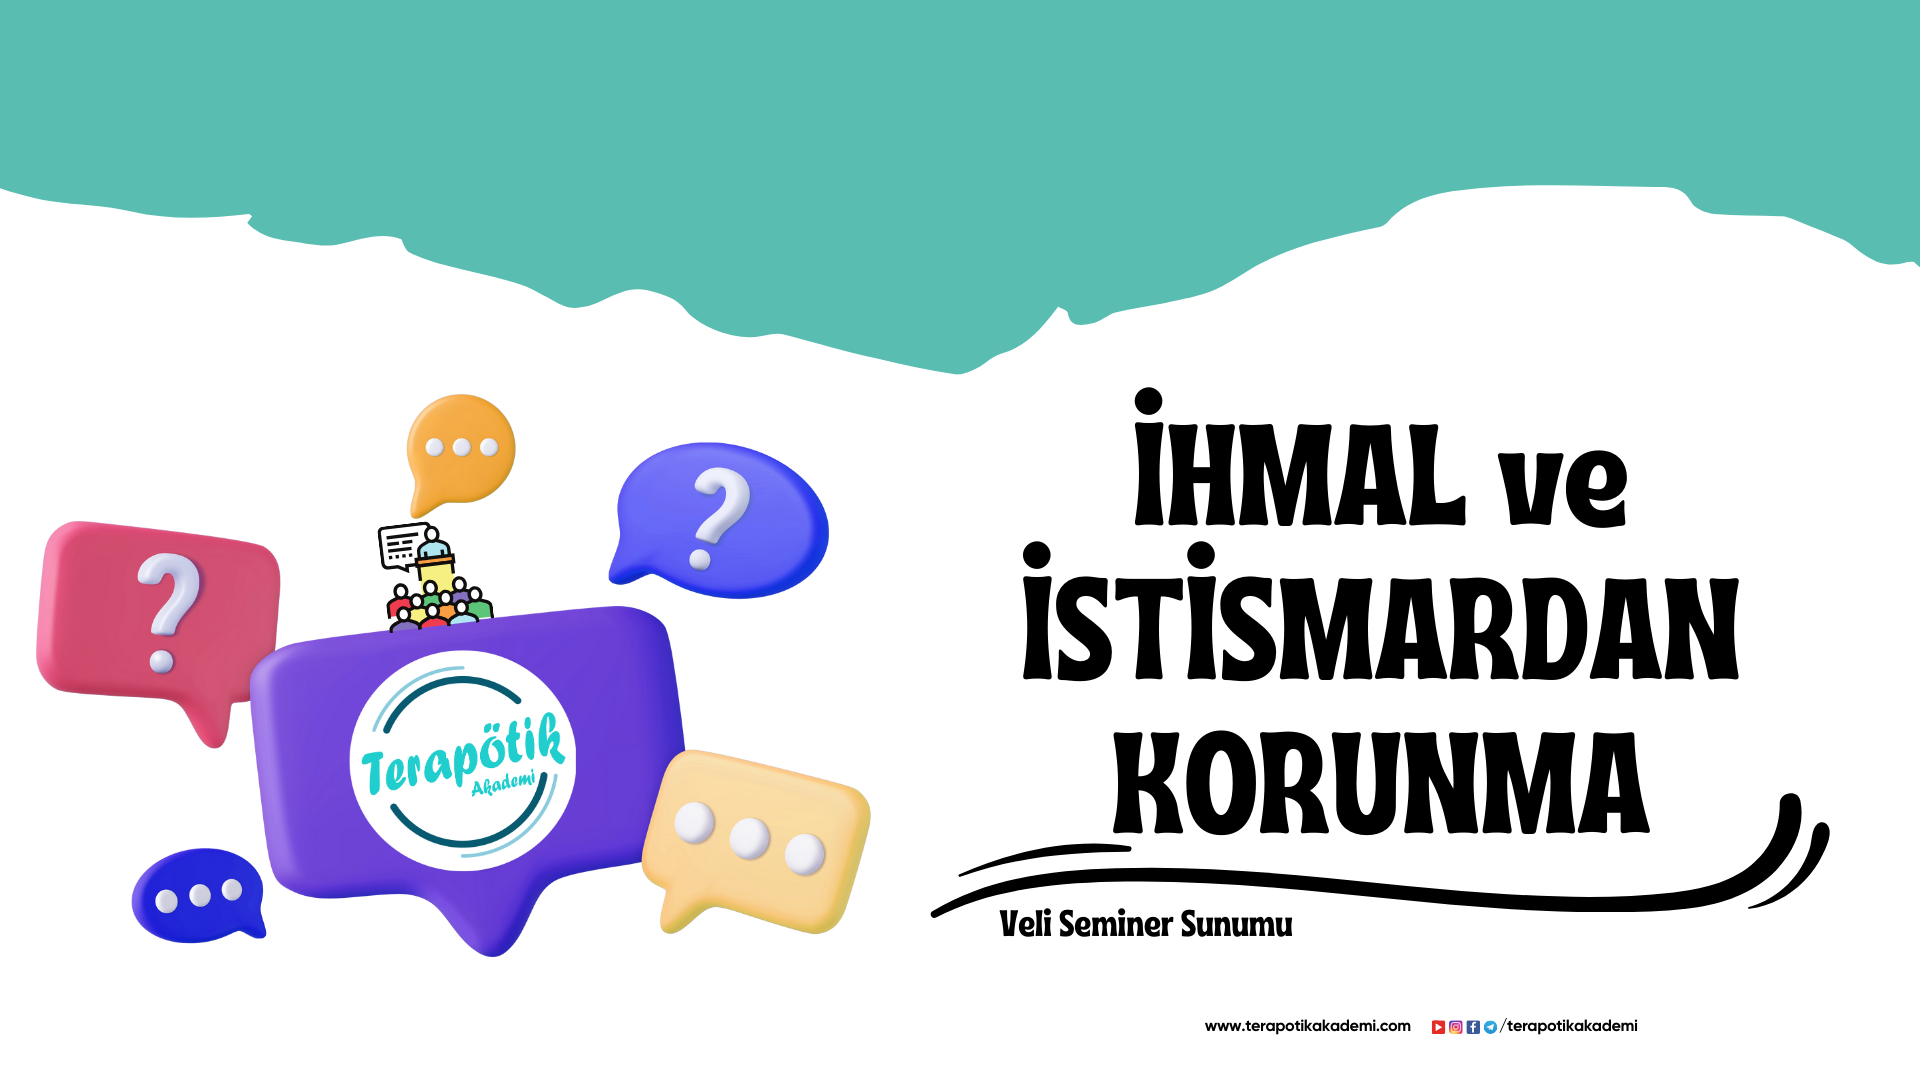 İHMAL ve
İSTİSMARDAN
KORUNMA
Veli Seminer Sunumu
Terapötik
Akademi
www.terapotikakademi.com
/terapotikakademi